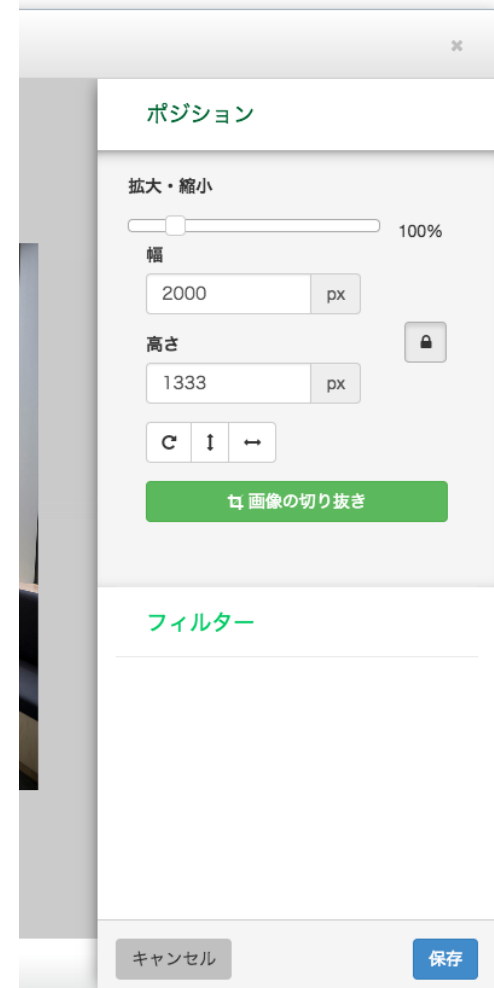 ポジション
拡大・縮小
100%
幅
2000 px
高さ
1333 px
画像の切り抜き
フィルター
キャンセル 保存